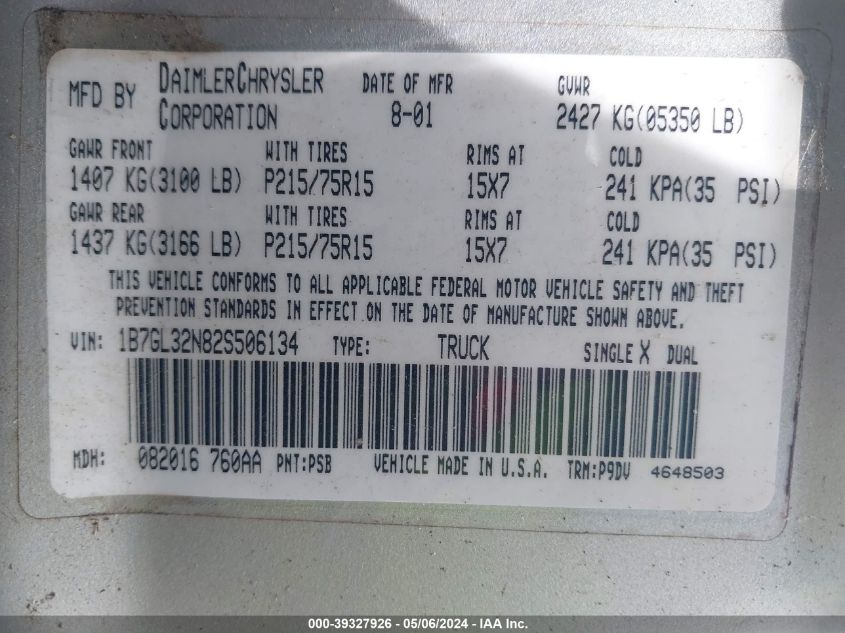 MFD BY DAIMLERCHRYSLER CORPORATION DATE OF MFR 8-01 GVWR 2427 KG(05350 LB)
GAWR FRONT WITH TIRES RIMS AT COLD
1407 KG(3100 LB) P215/75R15 15X7 241 KPA(35 PSI)
GAWR REAR WITH TIRES RIMS AT COLD
1437 KG(3166 LB) P215/75R15 15X7 241 KPA(35 PSI)
THIS VEHICLE CONFORMS TO ALL APPLICABLE FEDERAL MOTOR VEHICLE SAFETY AND THEFT
PREVENTION STANDARDS IN EFFECT ON THE DATE OF MANUFACTURE SHOWN ABOVE.
VIN: 1B7GL32N82S506134 TYPE: TRUCK SINGLE X DUAL
MDH: 082016 760AA PNT:PSB VEHICLE MADE IN U.S.A. TRM:P9DV 4648503
000-39327926 - 05/06/2024 - IAA Inc.